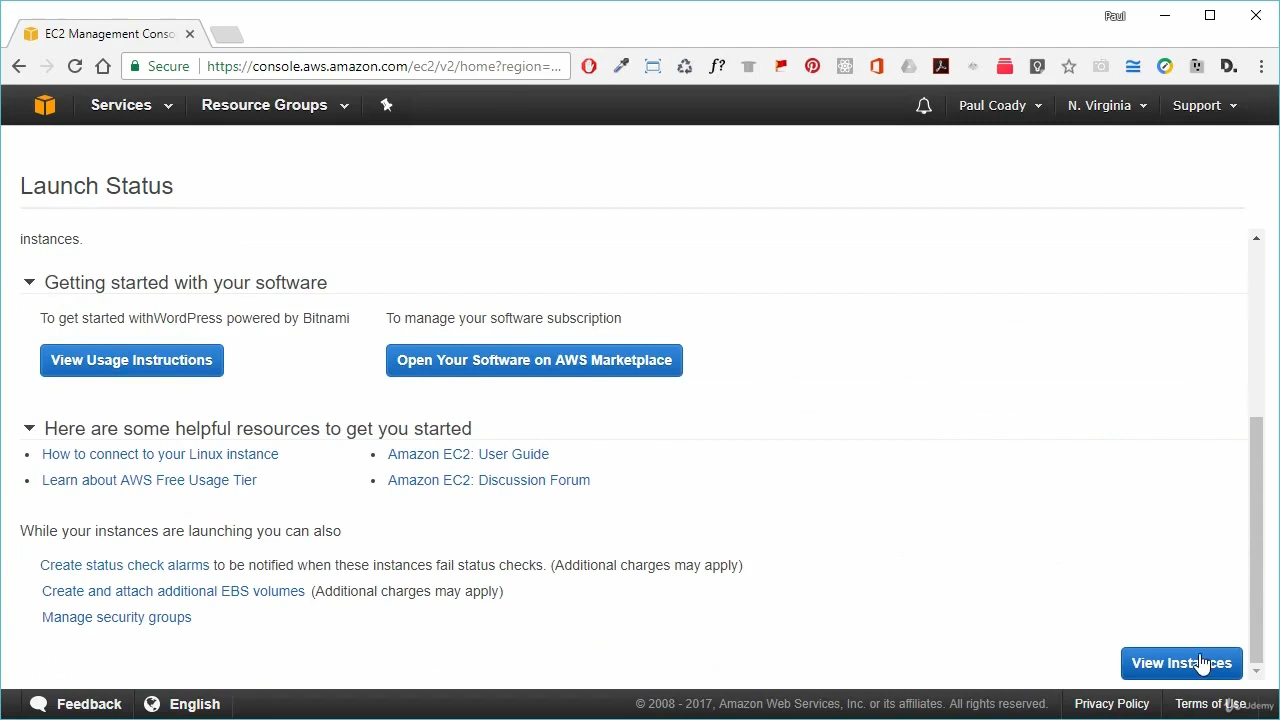 Paul
EC2 Management Conso
Secure https://console.aws.amazon.com/ec2/v2/home?region=...
Services Resource Groups Paul Coady N. Virginia Support
Launch Status
instances.
Getting started with your software
To get started withWordPress powered by Bitnami To manage your software subscription
View Usage Instructions Open Your Software on AWS Marketplace
Here are some helpful resources to get you started
How to connect to your Linux instance Amazon EC2: User Guide
Learn about AWS Free Usage Tier Amazon EC2: Discussion Forum
While your instances are launching you can also
Create status check alarms to be notified when these instances fail status checks. (Additional charges may apply)
Create and attach additional EBS volumes (Additional charges may apply)
Manage security groups
View Instances
Feedback English © 2008 - 2017, Amazon Web Services, Inc. or its affiliates. All rights reserved. Privacy Policy Terms of Use
Udemy